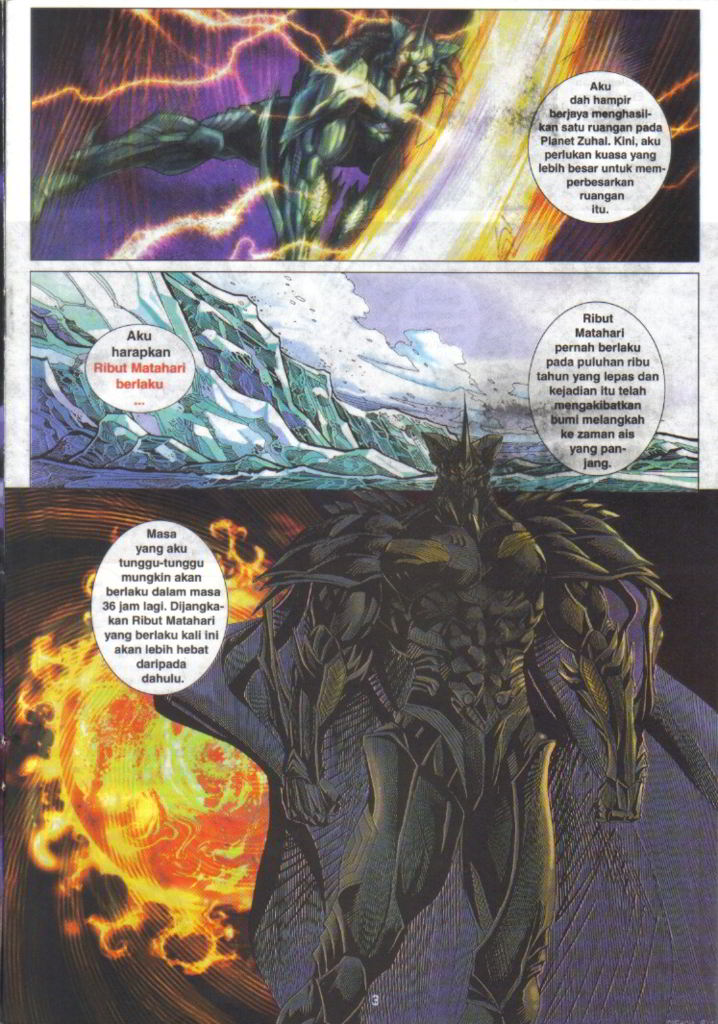 Aku
dah hampir
berjaya menghasil-
kan satu ruangan pada
Planet Zuhal. Kini, aku
perlukan kuasa yang
lebih besar untuk mem-
perbesarkan
ruangan
itu.
Aku
harapkan
Ribut Matahari
berlaku
...
Ribut
Matahari
pernah berlaku
pada puluhan ribu
tahun yang lepas dan
kejadian itu telah
mengakibatkan
bumi melangkah
ke zaman ais
yang pan-
jang.
Masa
yang aku
tunggu-tunggu
mungkin akan
berlaku dalam masa
36 jam lagi. Dijangka-
kan Ribut Matahari
yang berlaku kali ini
akan lebih hebat
daripada
dahulu.
3